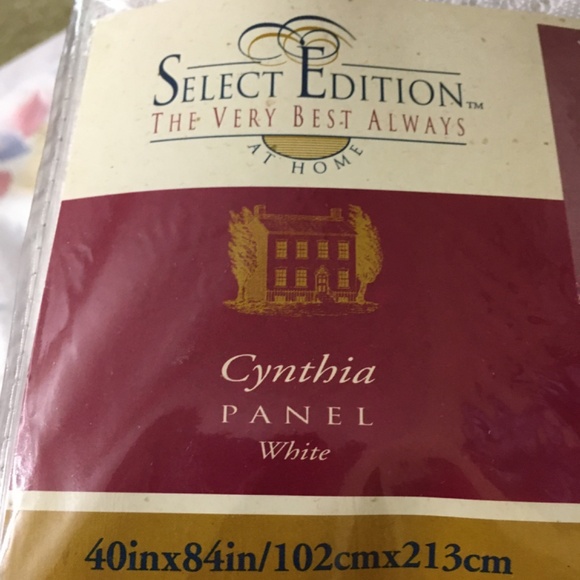 SELECT EDITION™
THE VERY BEST ALWAYS
AT HOME
Cynthia
PANEL
White
40inx84in/102cmx213cm